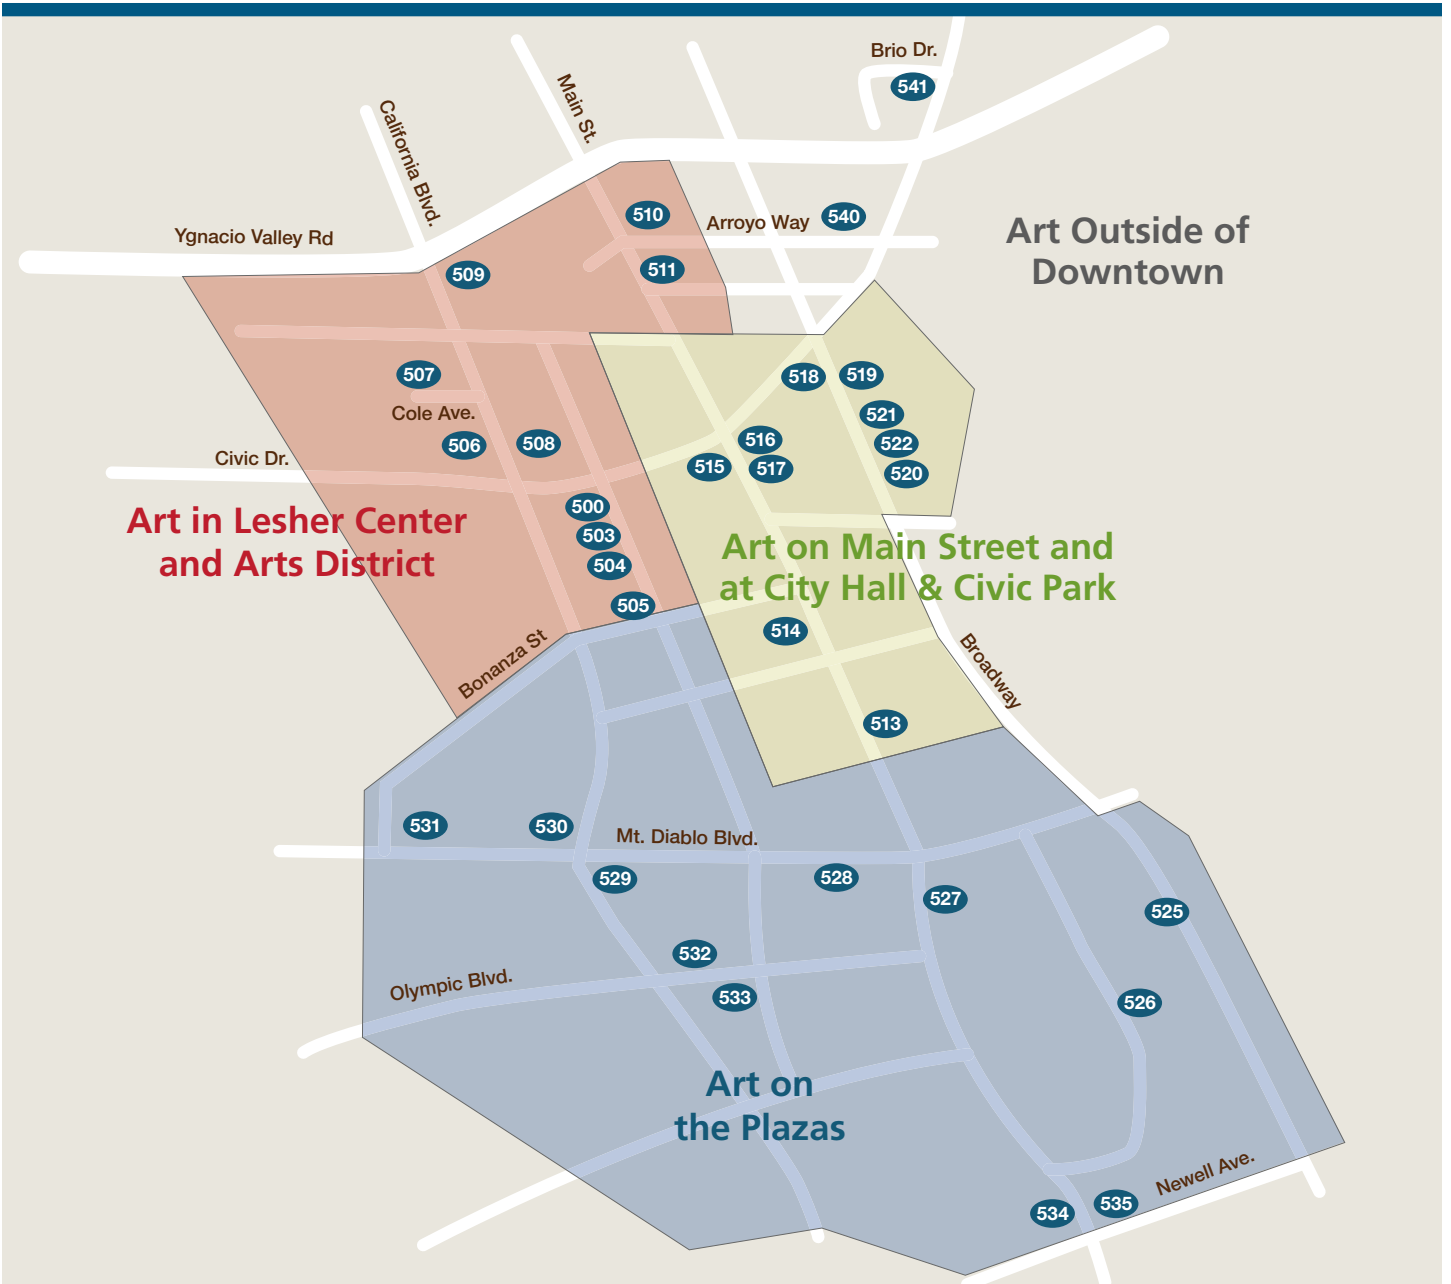 Brio Dr.
541
Main St.
California Blvd.
510
Arroyo Way
540
Art Outside of
Downtown
Ygnacio Valley Rd
509
511
507
518
519
Cole Ave.
521
506
508
516
522
Civic Dr.
515
517
520
500
Art in Lesher Center
and Arts District
503
504
Art on Main Street and
at City Hall & Civic Park
505
514
Bonanza St
Broadway
513
531
530
Mt. Diablo Blvd.
529
528
527
525
532
Olympic Blvd.
533
526
Art on
the Plazas
Newell Ave.
534
535